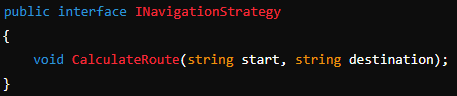 public interface INavigationStrategy
{
    void CalculateRoute(string start, string destination);
}